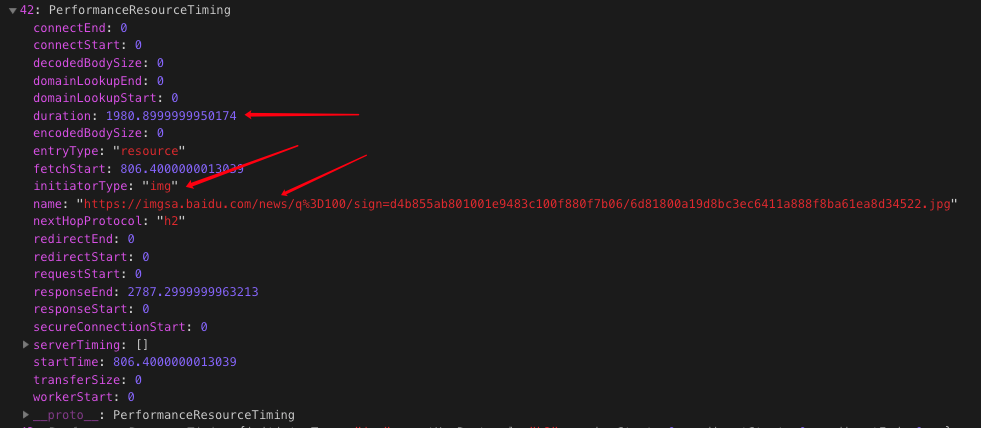 42: PerformanceResourceTiming
connectEnd: 0
connectStart: 0
decodedBodySize: 0
domainLookupEnd: 0
domainLookupStart: 0
duration: 1980.8999999950174
encodedBodySize: 0
entryType: "resource"
fetchStart: 806.4000000013039
initiatorType: "img"
name: "https://imgsa.baidu.com/news/q%3D100/sign=d4b855ab801001e9483c100f880f7b06/6d81800a19d8bc3ec6411a888f8ba61ea8d34522.jpg"
nextHopProtocol: "h2"
redirectEnd: 0
redirectStart: 0
requestStart: 0
responseEnd: 2787.2999999963213
responseStart: 0
secureConnectionStart: 0
serverTiming: []
startTime: 806.4000000013039
transferSize: 0
workerStart: 0
__proto__: PerformanceResourceTiming